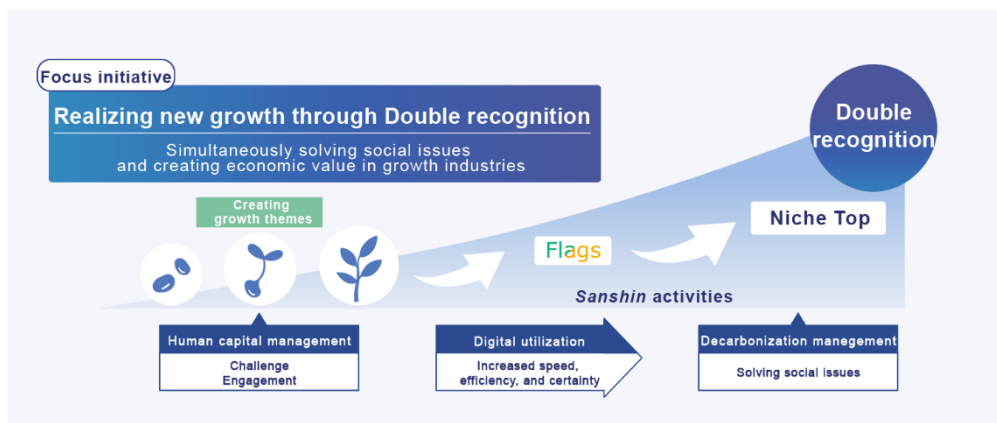 Focus initiative
Realizing new growth through Double recognition
Simultaneously solving social issues
and creating economic value in growth industries
Double
recognition
Creating
growth themes
Flags
Niche Top
Sanshin activities
Human capital management
Challenge
Engagement
Digital utilization
Increased speed,
efficiency, and certainty
Decarbonization manegement
Solving social issues